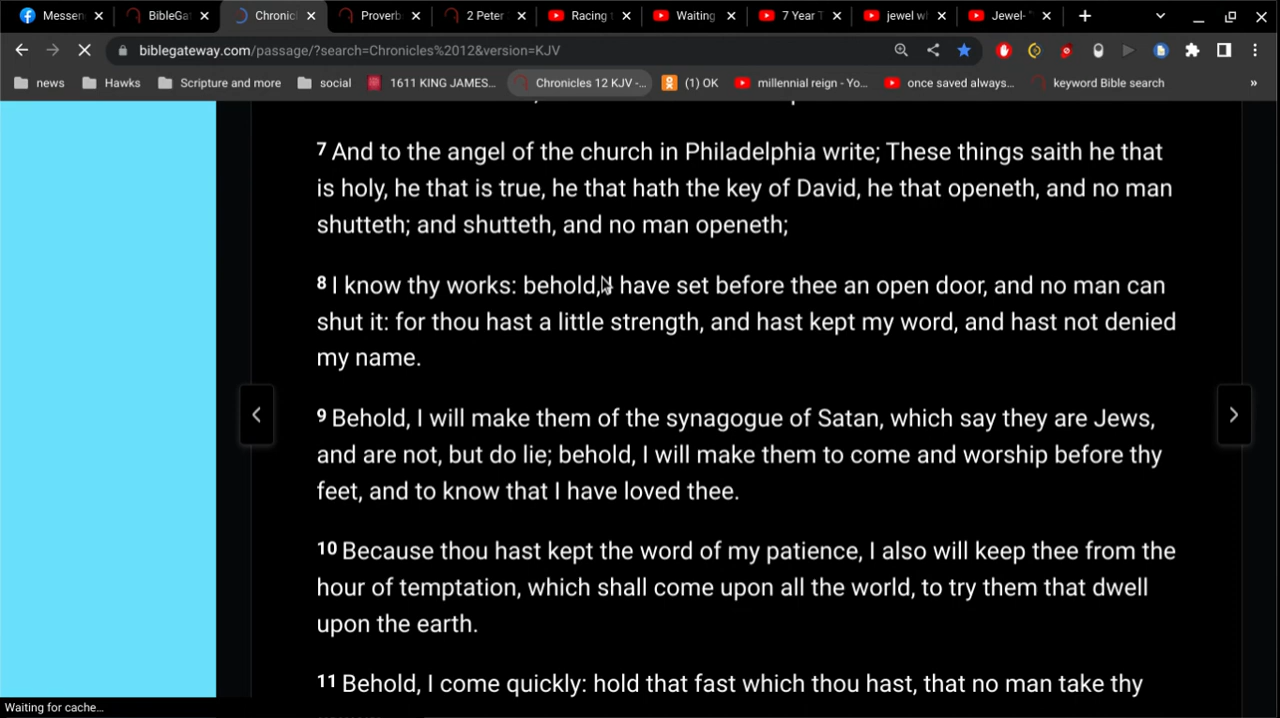 Messen BibleGa Chronic Proverb 2 Peter Racing t Waiting 7 Year T jewel wl Jewel- "
biblegateway.com/passage/?search=Chronicles%2012&version=KJV
news Hawks Scripture and more social 1611 KING JAMES... Chronicles 12 KJV -... (1) OK millennial reign - Yo... once saved always... keyword Bible search »
7 And to the angel of the church in Philadelphia write; These things saith he that
is holy, he that is true, he that hath the key of David, he that openeth, and no man
shutteth; and shutteth, and no man openeth;
8 I know thy works: behold, I have set before thee an open door, and no man can
shut it: for thou hast a little strength, and hast kept my word, and hast not denied
my name.
9 Behold, I will make them of the synagogue of Satan, which say they are Jews,
and are not, but do lie; behold, I will make them to come and worship before thy
feet, and to know that I have loved thee.
10 Because thou hast kept the word of my patience, I also will keep thee from the
hour of temptation, which shall come upon all the world, to try them that dwell
upon the earth.
11 Behold, I come quickly: hold that fast which thou hast, that no man take thy
Waiting for cache...